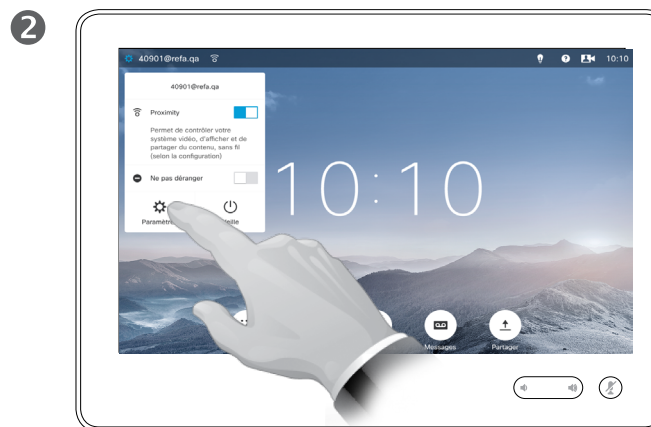 2
40901@refa.qa
10:10
40901@refa.qa
Proximity
Permet de contrôler votre
système vidéo, d'afficher et de
partager du contenu, sans fil
(selon la configuration)
Ne pas déranger
10:10
Messages
Partager